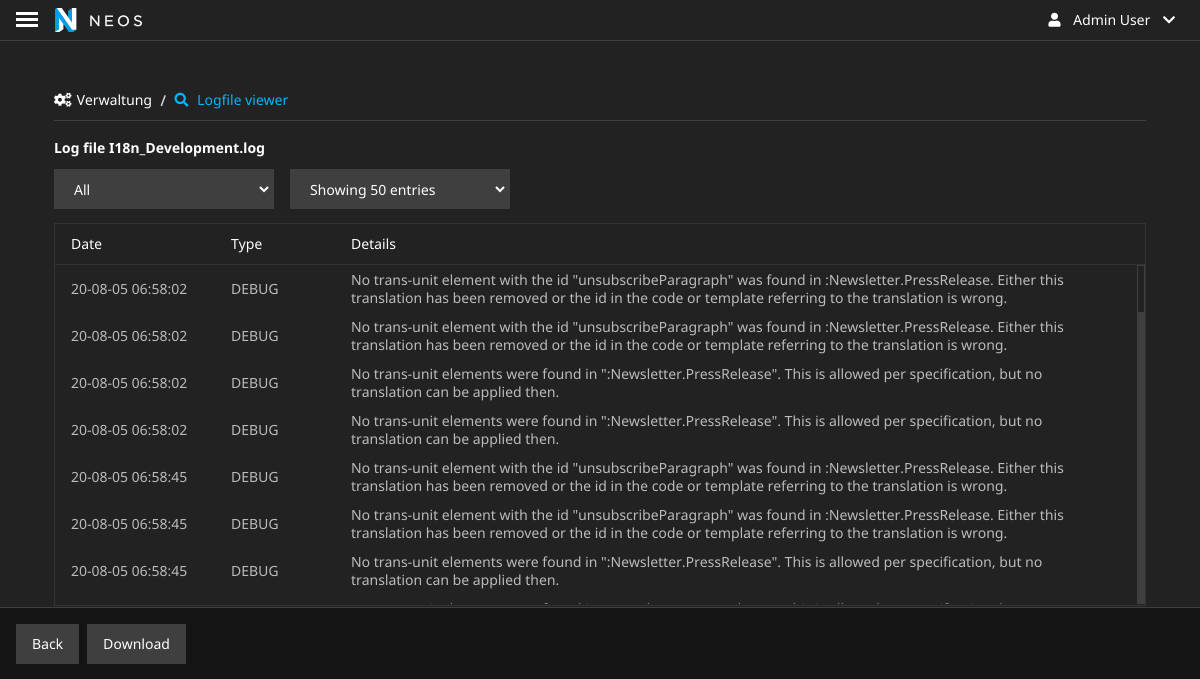 NEOS
Admin User
Verwaltung / Logfile viewer
Log file I18n_Development.log
All
Showing 50 entries
Date Type Details
20-08-05 06:58:02 DEBUG No trans-unit element with the id "unsubscribeParagraph" was found in :Newsletter.PressRelease. Either this
translation has been removed or the id in the code or template referring to the translation is wrong.
20-08-05 06:58:02 DEBUG No trans-unit element with the id "unsubscribeParagraph" was found in :Newsletter.PressRelease. Either this
translation has been removed or the id in the code or template referring to the translation is wrong.
20-08-05 06:58:02 DEBUG No trans-unit elements were found in ":Newsletter.PressRelease". This is allowed per specification, but no
translation can be applied then.
20-08-05 06:58:02 DEBUG No trans-unit elements were found in ":Newsletter.PressRelease". This is allowed per specification, but no
translation can be applied then.
20-08-05 06:58:45 DEBUG No trans-unit element with the id "unsubscribeParagraph" was found in :Newsletter.PressRelease. Either this
translation has been removed or the id in the code or template referring to the translation is wrong.
20-08-05 06:58:45 DEBUG No trans-unit element with the id "unsubscribeParagraph" was found in :Newsletter.PressRelease. Either this
translation has been removed or the id in the code or template referring to the translation is wrong.
20-08-05 06:58:45 DEBUG No trans-unit elements were found in ":Newsletter.PressRelease". This is allowed per specification, but no
translation can be applied then.
Back
Download